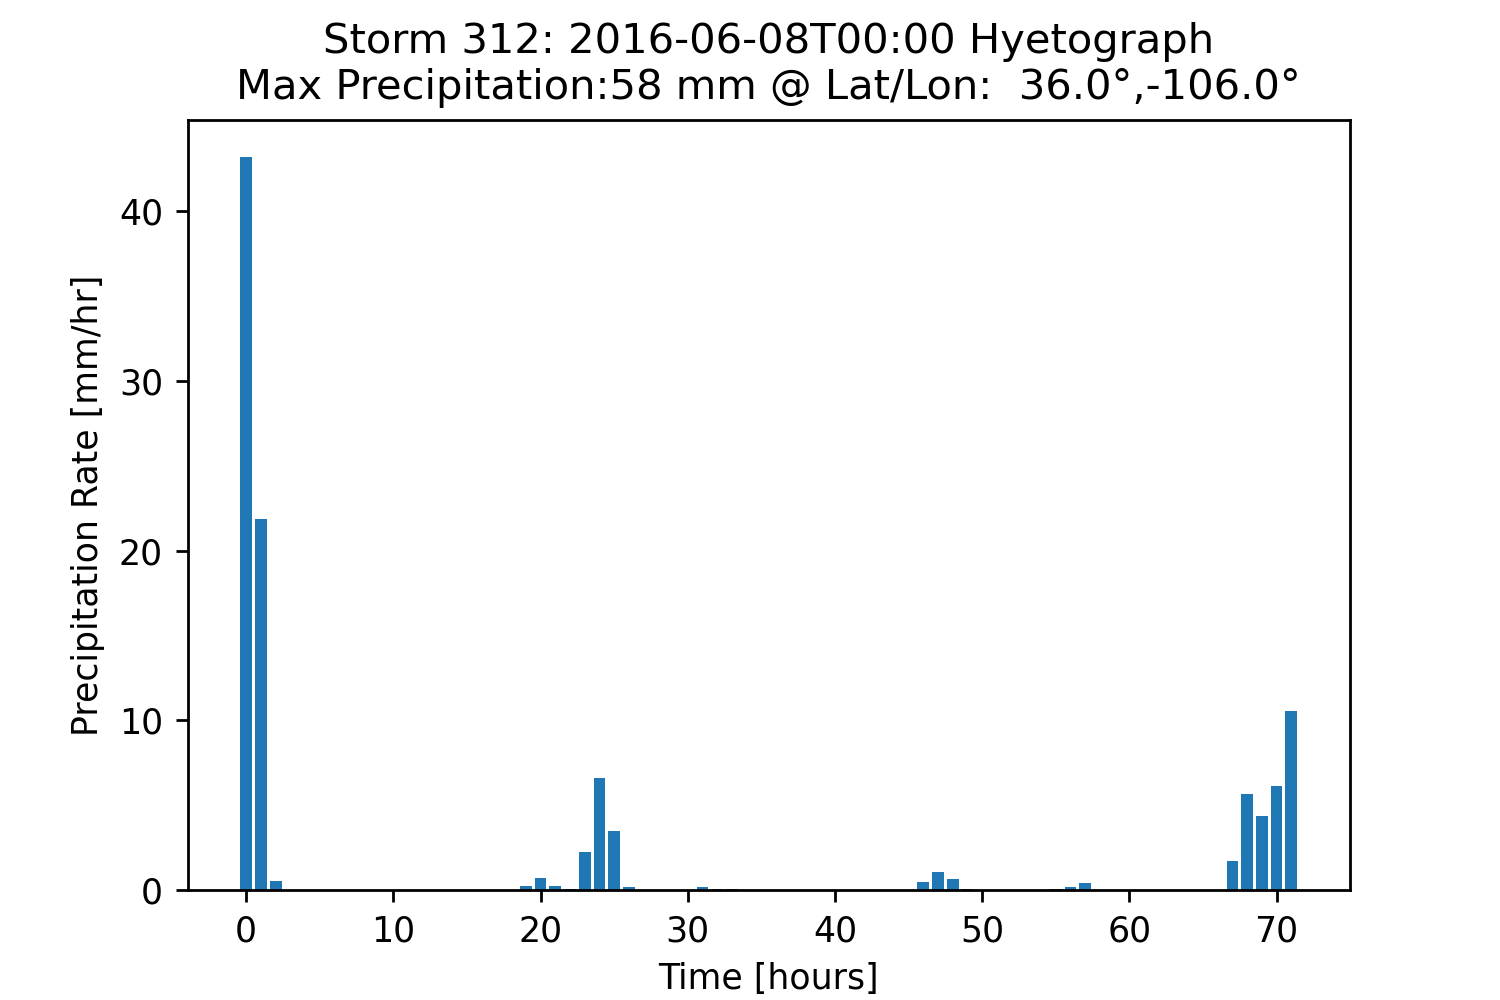 Storm 312: 2016-06-08T00:00 Hyetograph
Max Precipitation:58 mm @ Lat/Lon:  36.0°,-106.0°
Precipitation Rate [mm/hr]
40
30
20
10
0
0 10 20 30 40 50 60 70
Time [hours]